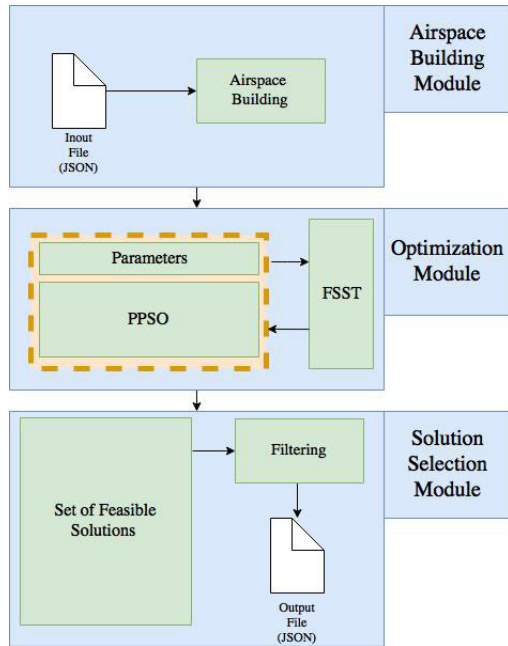 Airspace
Building
Module
Airspace
Building
Inout
File
(JSON)
Optimization
Module
Parameters
PPSO
FSST
Solution
Selection
Module
Set of Feasible
Solutions
Filtering
Output
File
(JSON)